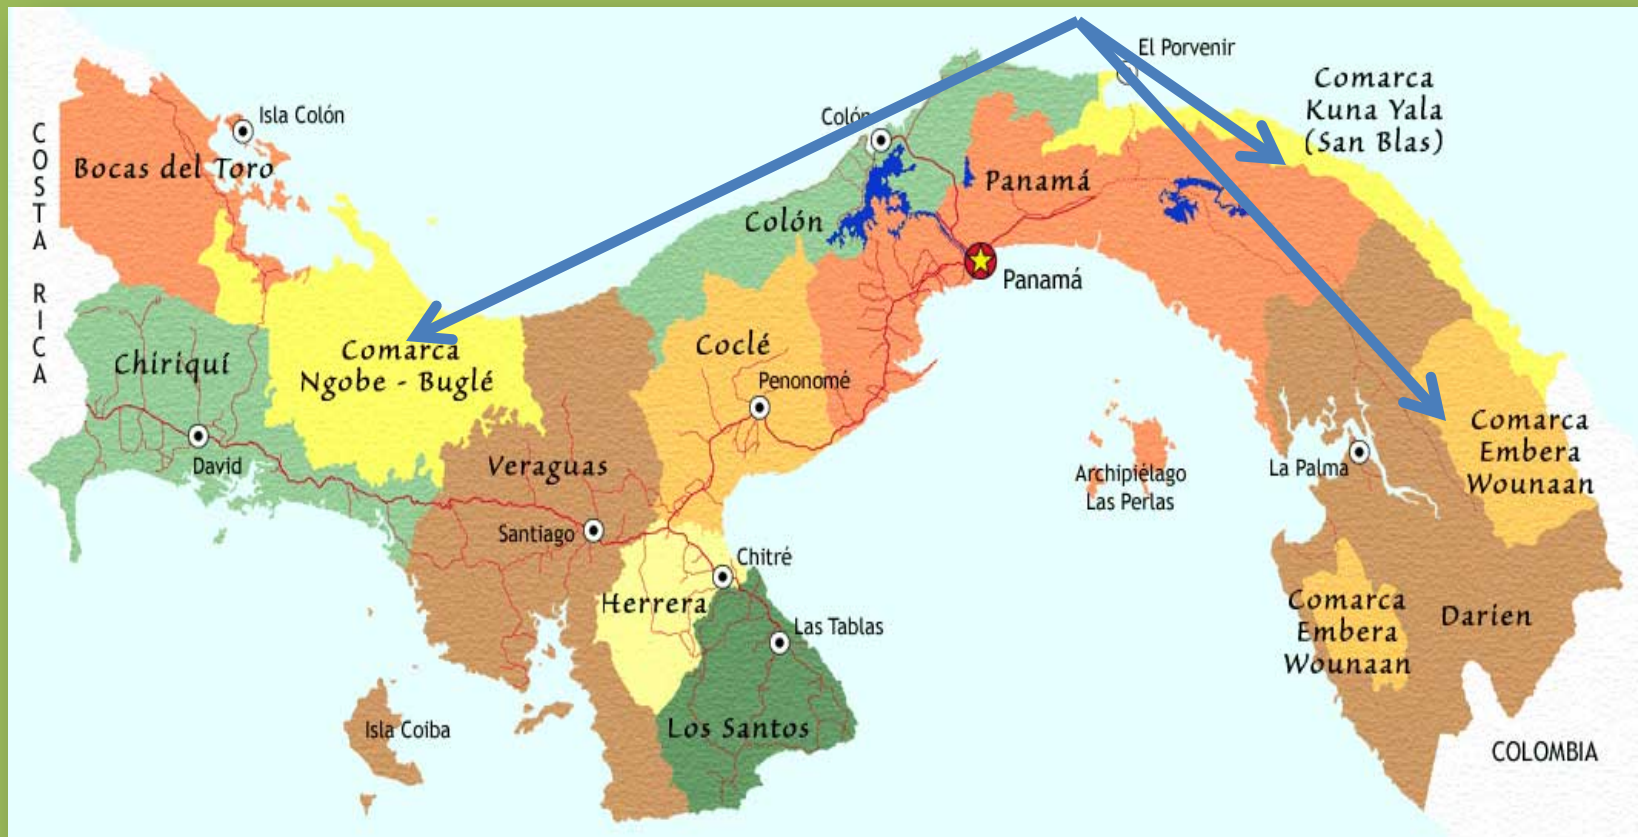 El Porvenir
Comarca
Kuna Yala
(San Blas)
Isla Colón
Colón
COSTA RICA
Bocas del Toro
Panamá
Colón
Panamá
Chiriquí
Comarca
Ngobe - Buglé
Coclé
Penonomé
David
Veraguas
Archipiélago
Las Perlas
La Palma
Comarca
Embera
Wounaan
Santiago
Chitré
Herrera
Las Tablas
Comarca
Embera
Wounaan
Darien
Isla Coiba
Los Santos
COLOMBIA